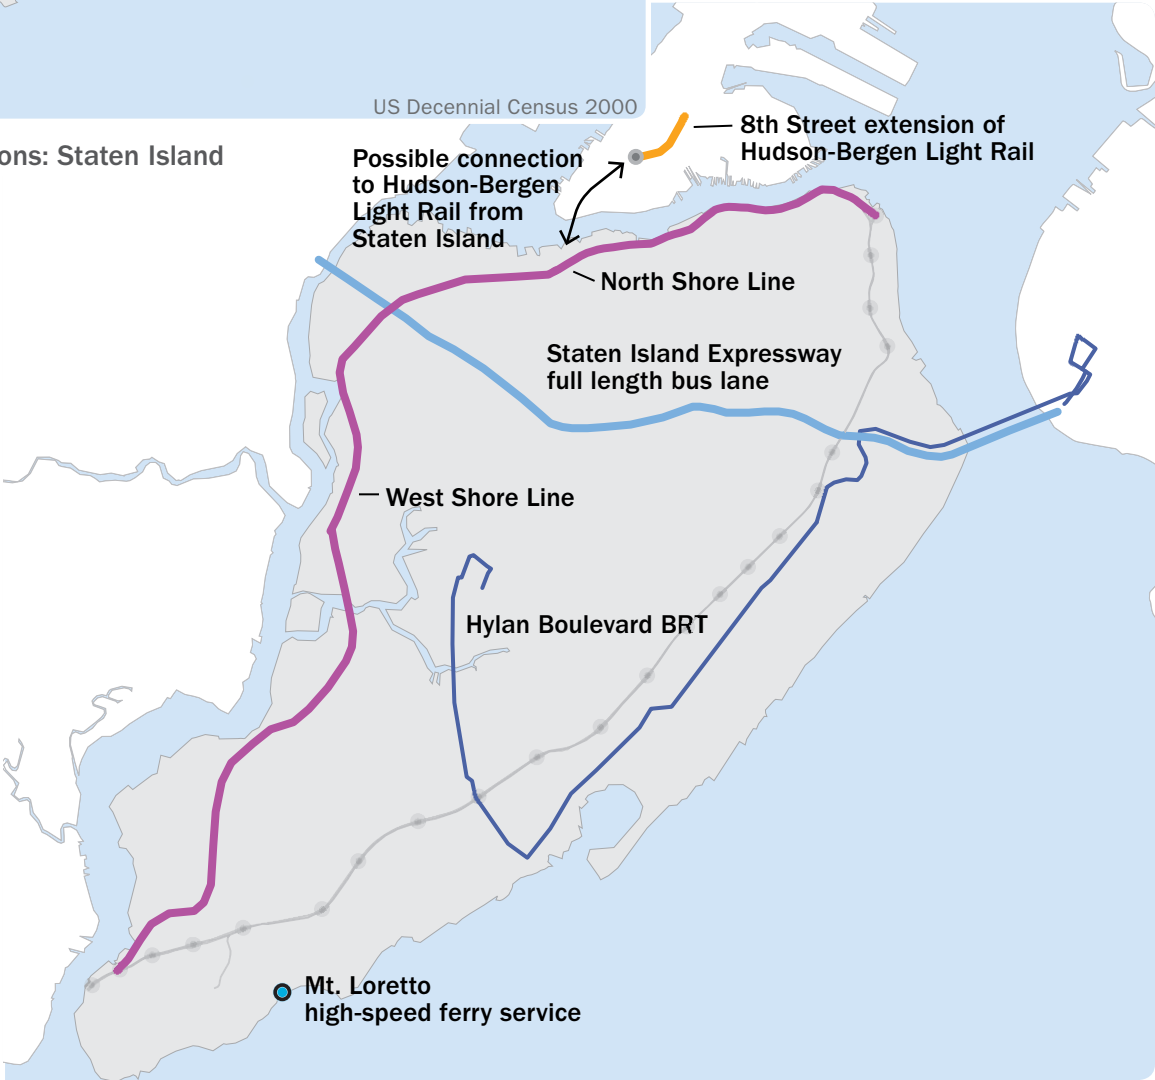 US Decennial Census 2000
ons: Staten Island
Possible connection
to Hudson-Bergen
Light Rail from
Staten Island
8th Street extension of
Hudson-Bergen Light Rail
North Shore Line
Staten Island Expressway
full length bus lane
West Shore Line
Hylan Boulevard BRT
Mt. Loretto
high-speed ferry service